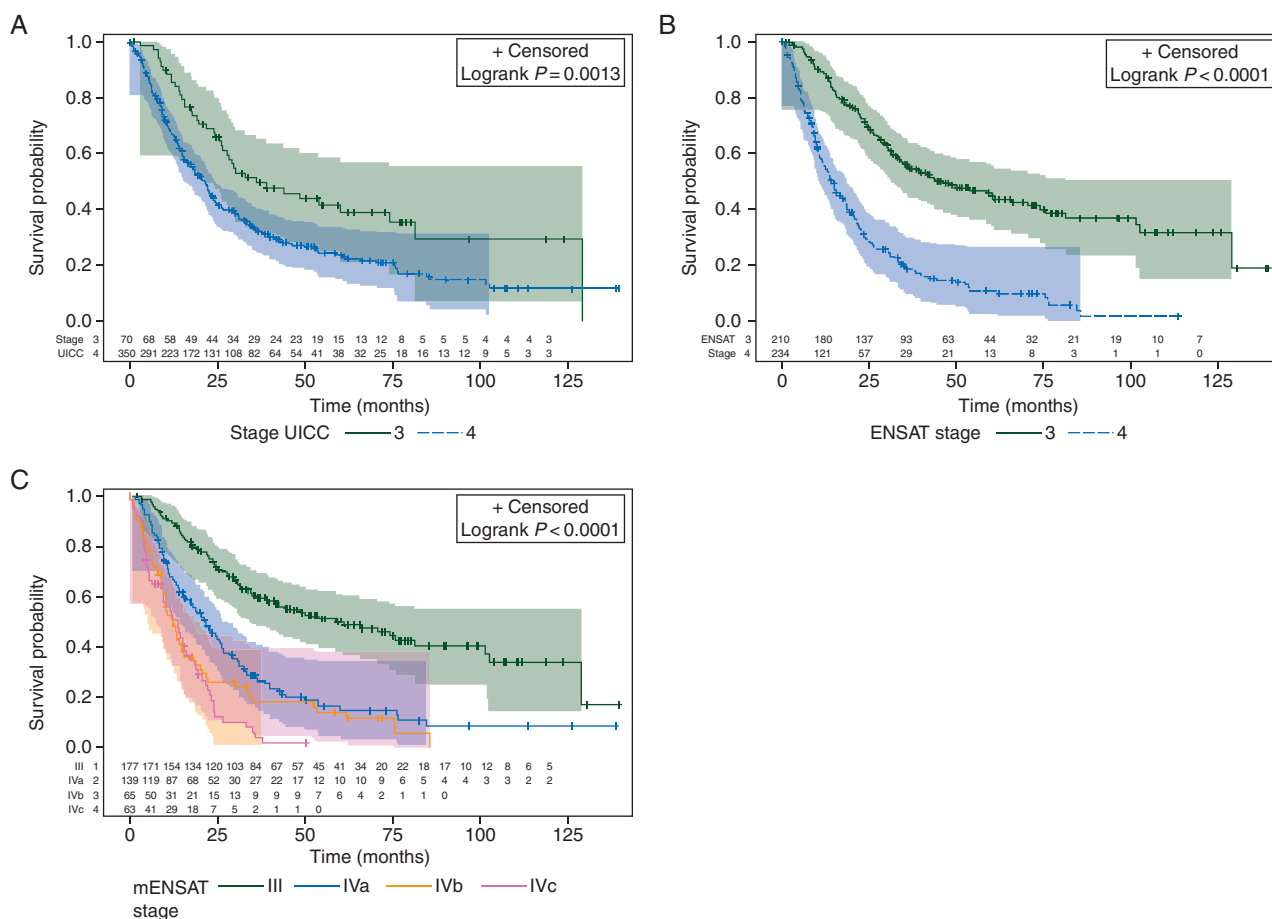 A
1.0
0.8
0.6
0.4
0.2
0.0
Survival probability
+ Censored
Logrank P = 0.0013
Stage 3 70 68 58 49 44 34 29 24 23 19 15 13 12 8 5 5 5 4 4 4 3
UICC 4 350 291 223 172 131 108 82 64 54 41 38 32 25 18 16 13 12 9 5 3 3
0 25 50 75 100 125
Time (months)
Stage UICC 3 4
B
1.0
0.8
0.6
0.4
0.2
0.0
Survival probability
+ Censored
Logrank P < 0.0001
ENSAT 3 210 180 137 93 63 44 32 21 19 10 7
Stage 4 234 121 57 29 21 13 8 3 1 1 0
0 25 50 75 100 125
Time (months)
ENSAT stage 3 4
C
1.0
0.8
0.6
0.4
0.2
0.0
Survival probability
+ Censored
Logrank P < 0.0001
III 1 177 171 154 134 120 103 84 67 57 45 41 34 20 22 18 17 10 12 8 6 5
IVa 2 139 119 87 68 52 30 27 22 17 12 10 10 9 6 5 4 4 3 3 2 2
IVb 3 65 50 31 21 15 13 9 9 9 7 6 4 2 1 1 0
IVc 4 63 41 29 18 7 5 2 1 1 0
0 25 50 75 100 125
Time (months)
mENSAT III IVa IVb IVc
stage